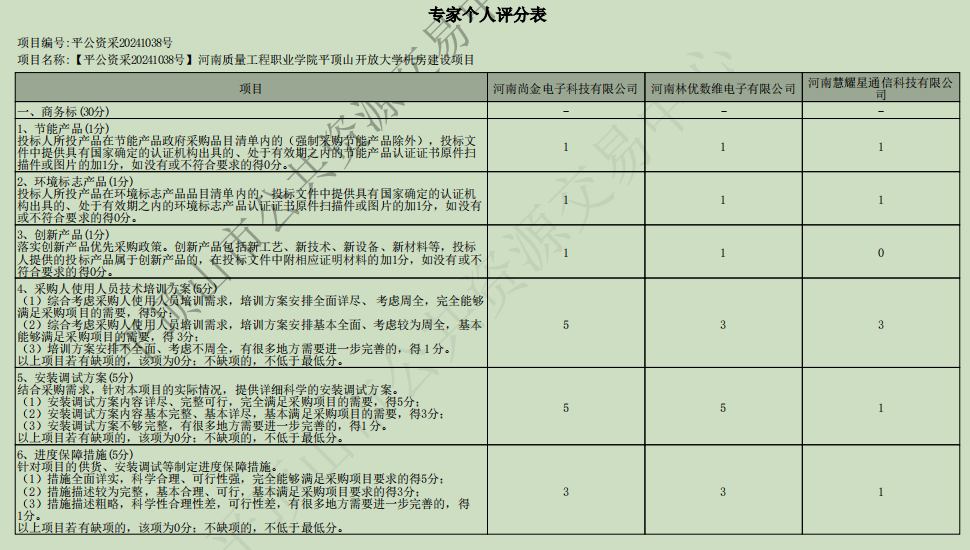 专家个人评分表
项目编号:平公资采20241038号
项目名称:【平公资采20241038号】河南质量工程职业学院平顶山开放大学机房建设项目
项目 河南尚金电子科技有限公司 河南林优数维电子有限公司 河南慧耀星通信科技有限公
司
一、商务标(30分) - - -
1、节能产品(1分)
投标人所投产品在节能产品政府采购品目清单内的（强制采购节能产品除外），投标文
件中提供具有国家确定的认证机构出具的、处于有效期之内的节能产品认证证书原件扫
描件或图片的加1分，如没有或不符合要求的得0分。
1 1 1
2、环境标志产品(1分)
投标人所投产品在环境标志产品品目清单内的，投标文件中提供具有国家确定的认证机
构出具的、处于有效期之内的环境标志产品认证证书原件扫描件或图片的加1分，如没有
或不符合要求的得0分。
1 1 1
3、创新产品(1分)
落实创新产品优先采购政策。创新产品包括新工艺、新技术、新设备、新材料等，投标
人提供的投标产品属于创新产品的，在投标文件中附相应证明材料的加1分，如没有或不
符合要求的得0分。
1 1 0
4、采购人使用人员技术培训方案(5分)
（1）综合考虑采购人使用人员培训需求，培训方案安排全面详尽、 考虑周全，完全能够
满足采购项目的需要，得5分；
（2）综合考虑采购人使用人员培训需求，培训方案安排基本全面、考虑较为周全，基本
能够满足采购项目的需要，得 3分；
（3）培训方案安排不全面、考虑不周全，有很多地方需要进一步完善的，得 1 分。
以上项目若有缺项的，该项为0分；不缺项的，不低于最低分。
5 3 3
5、安装调试方案(5分)
结合采购需求，针对本项目的实际情况，提供详细科学的安装调试方案。
（1）安装调试方案内容详尽、完整可行，完全满足采购项目的需要，得5分；
（2）安装调试方案内容基本完整、基本详尽，基本满足采购项目的需要，得3分；
（3）安装调试方案不够完整，有很多地方需要进一步完善的，得1 分。
以上项目若有缺项的，该项为0分；不缺项的，不低于最低分。
5 5 1
6、进度保障措施(5分)
针对项目的供货、安装调试等制定进度保障措施。
（1）措施全面详实，科学合理、可行性强，完全能够满足采购项目要求的得5分；
（2）措施描述较为完整，基本合理、可行，基本满足采购项目要求的得3分；
（3）措施描述粗略，科学性合理性差，可行性差，有很多地方需要进一步完善的，得
1分。
以上项目若有缺项的，该项为0分；不缺项的，不低于最低分。
3 3 1
平顶山市公共资源交易中心
平顶山市公共资源交易中心